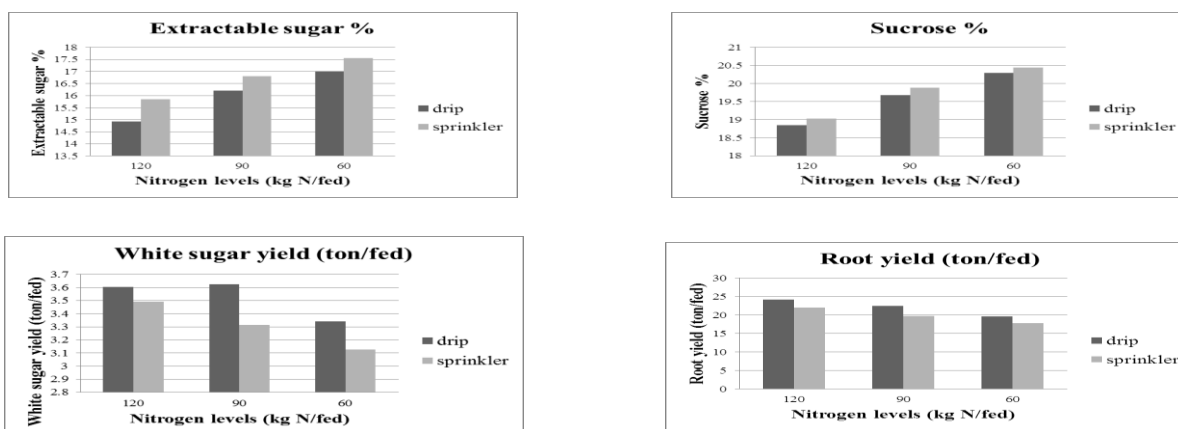 Extractable sugar %
Extractable sugar %
18
17.5
17
16.5
16
15.5
15
14.5
14
13.5
120 90 60
Nitrogen levels (kg N/fed)
drip
sprinkler
Sucrose %
Sucrose %
21
20.5
20
19.5
19
18.5
18
120 90 60
Nitrogen levels (kg N/fed)
drip
sprinkler
White sugar yield (ton/fed)
White sugar yield (ton/fed)
3.7
3.6
3.5
3.4
3.3
3.2
3.1
3
2.9
2.8
120 90 60
Nitrogen levels (kg N/fed)
drip
sprinkler
Root yield (ton/fed)
Root yield (ton/fed)
30
25
20
15
10
5
0
120 90 60
Nitrogen levels (kg N/fed)
drip
sprinkler